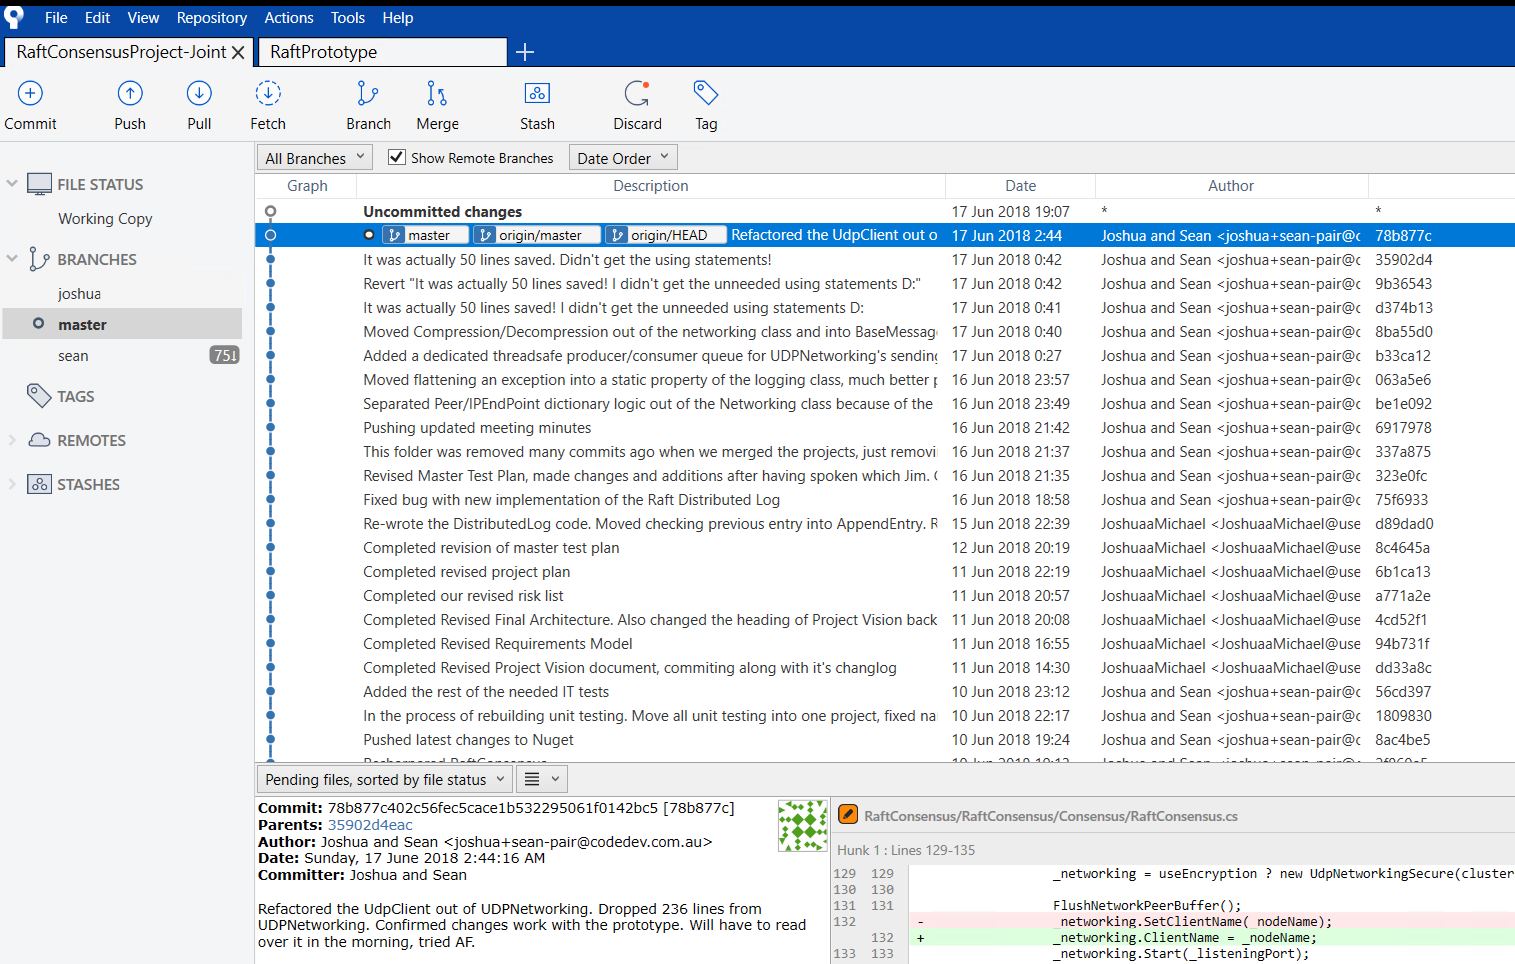 File Edit View Repository Actions Tools Help
RaftConsensusProject-Joint RaftPrototype
Commit Push Pull Fetch Branch Merge Stash Discard Tag
All Branches Show Remote Branches Date Order
FILE STATUS
Working Copy
BRANCHES
joshua
master
sean 75↓
TAGS
REMOTES
STASHES
Graph Description Date Author
Uncommitted changes 17 Jun 2018 19:07 * *
master origin/master origin/HEAD Refactored the UdpClient out o 17 Jun 2018 2:44 Joshua and Sean <joshua+sean-pair@c 78b877c
It was actually 50 lines saved. Didn't get the using statements! 17 Jun 2018 0:42 Joshua and Sean <joshua+sean-pair@c 35902d4
Revert "It was actually 50 lines saved! I didn't get the unneeded using statements D:" 17 Jun 2018 0:42 Joshua and Sean <joshua+sean-pair@c 9b36543
It was actually 50 lines saved! I didn't get the unneeded using statements D: 17 Jun 2018 0:41 Joshua and Sean <joshua+sean-pair@c d374b13
Moved Compression/Decompression out of the networking class and into BaseMessag 17 Jun 2018 0:40 Joshua and Sean <joshua+sean-pair@c 8ba55d0
Added a dedicated threadsafe producer/consumer queue for UDPNetworking's sending 17 Jun 2018 0:27 Joshua and Sean <joshua+sean-pair@c b33ca12
Moved flattening an exception into a static property of the logging class, much better p 16 Jun 2018 23:57 Joshua and Sean <joshua+sean-pair@c 063a5e6
Separated Peer/IPEndPoint dictionary logic out of the Networking class because of the 16 Jun 2018 23:49 Joshua and Sean <joshua+sean-pair@c be1e092
Pushing updated meeting minutes 16 Jun 2018 21:42 Joshua and Sean <joshua+sean-pair@c 6917978
This folder was removed many commits ago when we merged the projects, just removi 16 Jun 2018 21:37 Joshua and Sean <joshua+sean-pair@c 337a875
Revised Master Test Plan, made changes and additions after having spoken which Jim. C 16 Jun 2018 21:35 Joshua and Sean <joshua+sean-pair@c 323e0fc
Fixed bug with new implementation of the Raft Distributed Log 16 Jun 2018 18:58 Joshua and Sean <joshua+sean-pair@c 75f6933
Re-wrote the DistributedLog code. Moved checking previous entry into AppendEntry. R 15 Jun 2018 22:39 JoshuaaMichael <JoshuaaMichael@use d89dad0
Completed revision of master test plan 12 Jun 2018 20:19 JoshuaaMichael <JoshuaaMichael@use 8c4645a
Completed revised project plan 11 Jun 2018 22:19 JoshuaaMichael <JoshuaaMichael@use 6b1ca13
Completed our revised risk list 11 Jun 2018 20:57 JoshuaaMichael <JoshuaaMichael@use a771a2e
Completed Revised Final Architecture. Also changed the heading of Project Vision back 11 Jun 2018 20:08 JoshuaaMichael <JoshuaaMichael@use 4cd52f1
Completed Revised Requirements Model 11 Jun 2018 16:55 JoshuaaMichael <JoshuaaMichael@use 94b731f
Completed Revised Project Vision document, commiting along with it's changlog 11 Jun 2018 14:30 JoshuaaMichael <JoshuaaMichael@use dd33a8c
Added the rest of the needed IT tests 10 Jun 2018 23:12 Joshua and Sean <joshua+sean-pair@c 56cd397
In the process of rebuilding unit testing. Move all unit testing into one project, fixed na 10 Jun 2018 22:17 Joshua and Sean <joshua+sean-pair@c 1809830
Pushed latest changes to Nuget 10 Jun 2018 19:24 Joshua and Sean <joshua+sean-pair@c 8ac4be5
Pending files, sorted by file status
Commit: 78b877c402c56fec5cace1b532295061f0142bc5 [78b877c]
Parents: 35902d4eac
Author: Joshua and Sean <joshua+sean-pair@codedev.com.au>
Date: Sunday, 17 June 2018 2:44:16 AM
Committer: Joshua and Sean
Refactored the UdpClient out of UDPNetworking. Dropped 236 lines from
UDPNetworking. Confirmed changes work with the prototype. Will have to read
over it in the morning, tried AF.
RaftConsensus/RaftConsensus/Consensus/RaftConsensus.cs
Hunk 1 : Lines 129-135
129 129 _networking = useEncryption ? new UdpNetworkingSecure(cluster
130 130
131 131 FlushNetworkPeerBuffer();
132 - _networking.SetClientName(_nodeName);
132 + _networking.ClientName = _nodeName;
133 133 _networking.Start(_listeningPort);